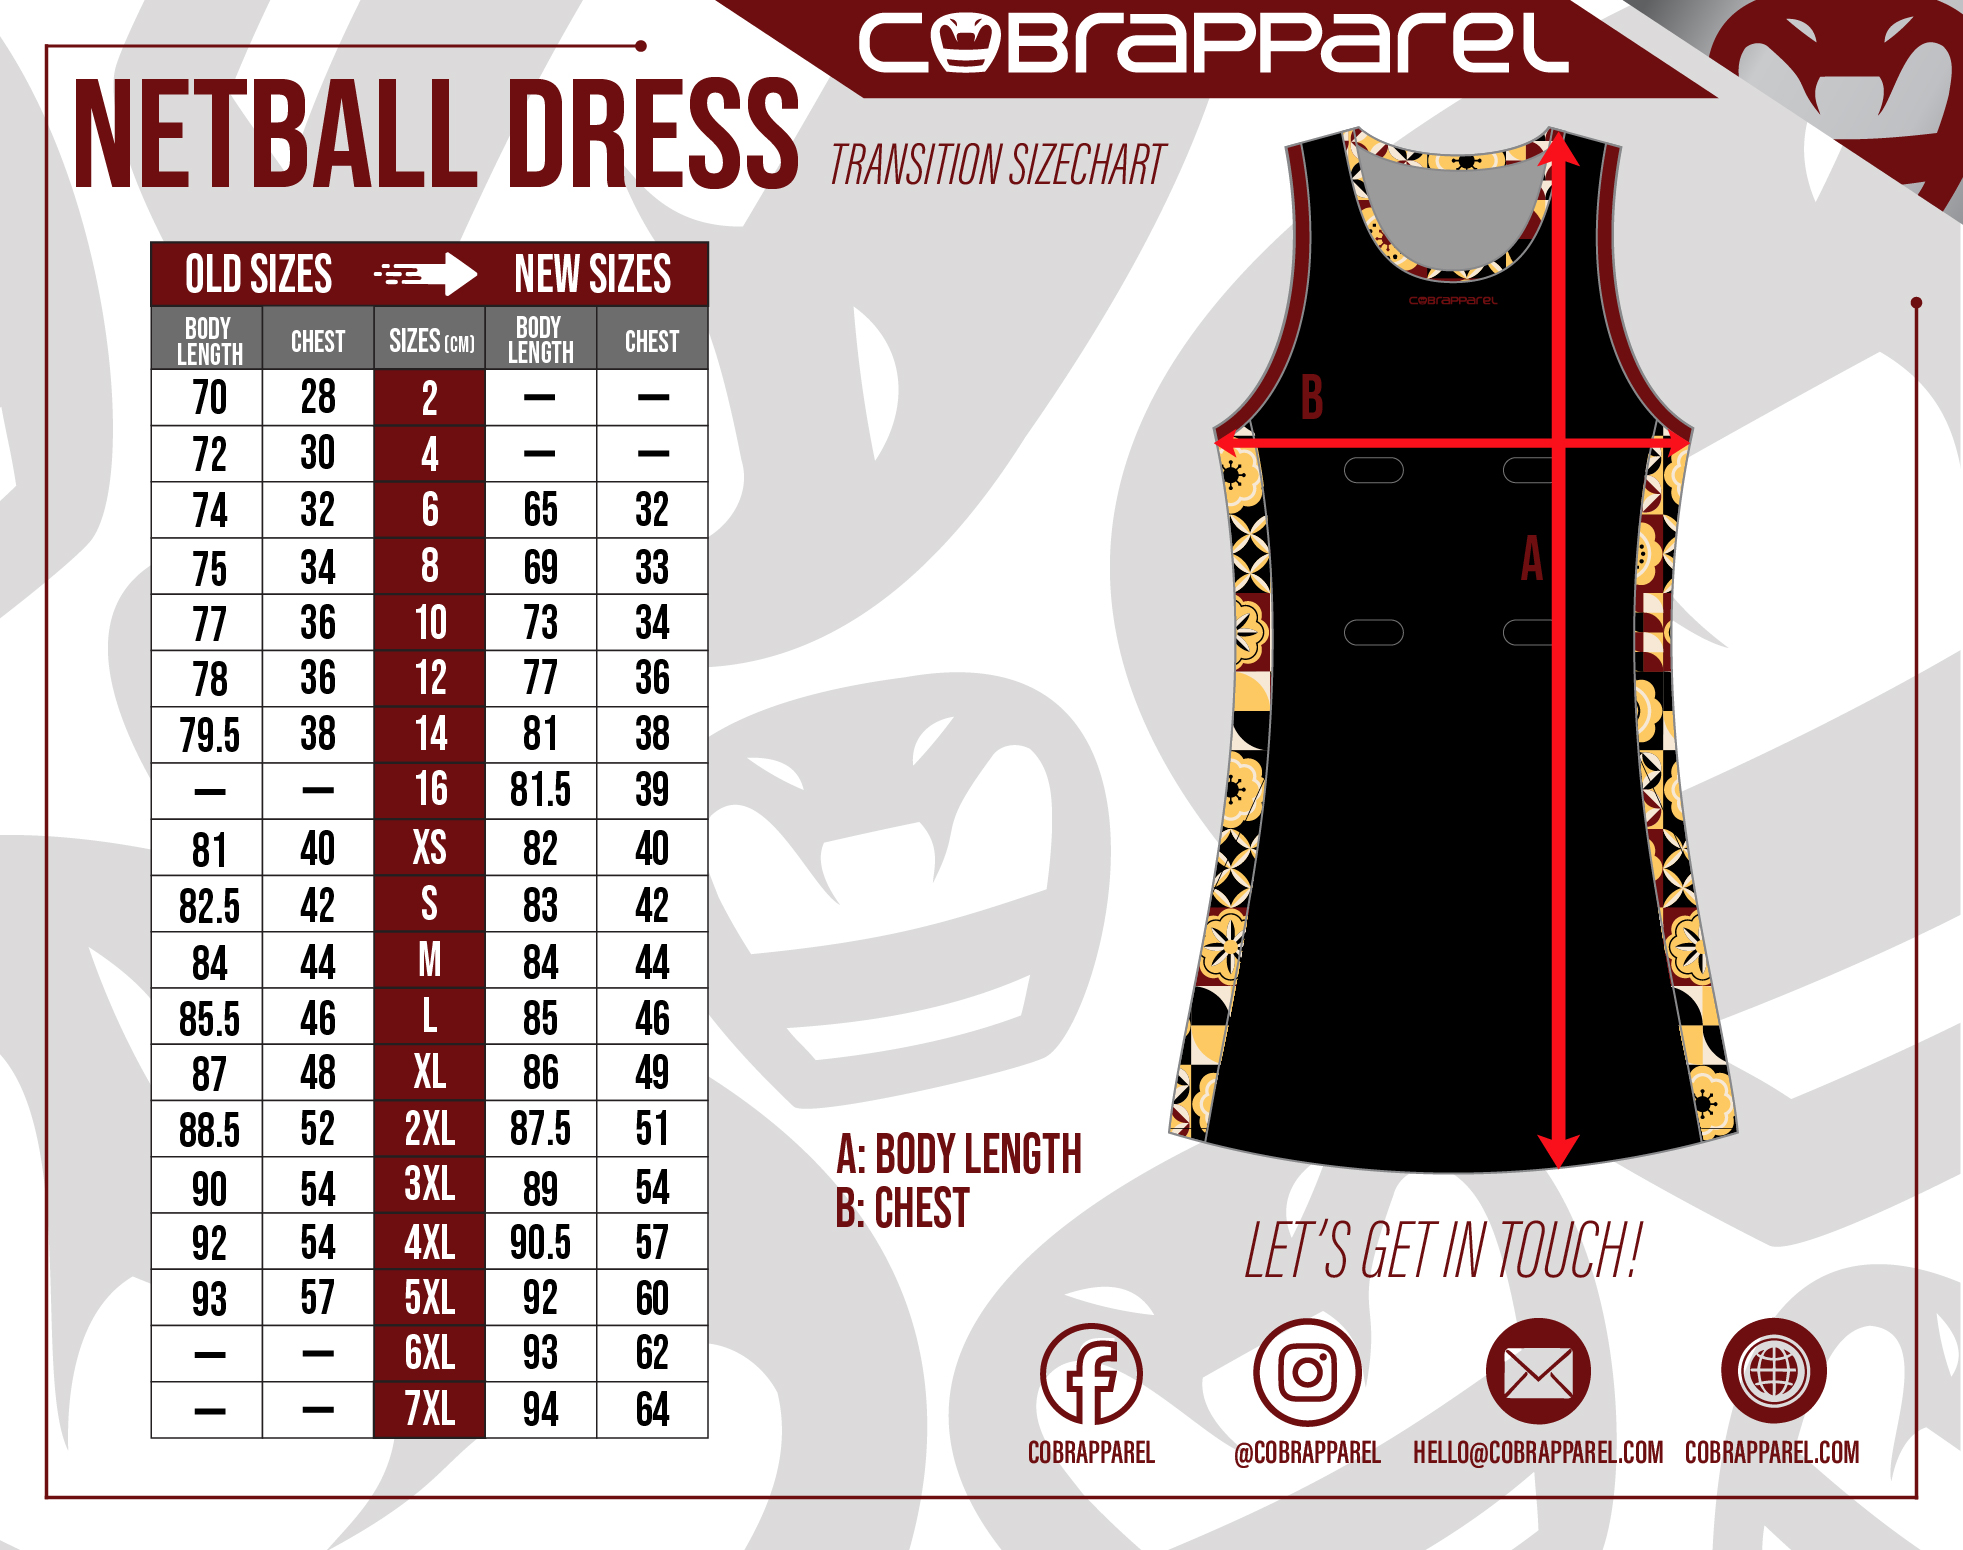 COBRAPPAREL
NETBALL DRESS
TRANSITION SIZECHART
OLD SIZES NEW SIZES
BODY LENGTH CHEST SIZES (CM) BODY LENGTH CHEST
70 28 2 — —
72 30 4 — —
74 32 6 65 32
75 34 8 69 33
77 36 10 73 34
78 36 12 77 36
79.5 38 14 81 38
— — 16 81.5 39
81 40 XS 82 40
82.5 42 S 83 42
84 44 M 84 44
85.5 46 L 85 46
87 48 XL 86 49
88.5 52 2XL 87.5 51
90 54 3XL 89 54
92 54 4XL 90.5 57
93 57 5XL 92 60
— — 6XL 93 62
— — 7XL 94 64
COBRAPPAREL
B
A
A: BODY LENGTH
B: CHEST
LET'S GET IN TOUCH!
COBRAPPAREL @COBRAPPAREL HELLO@COBRAPPAREL.COM COBRAPPAREL.COM